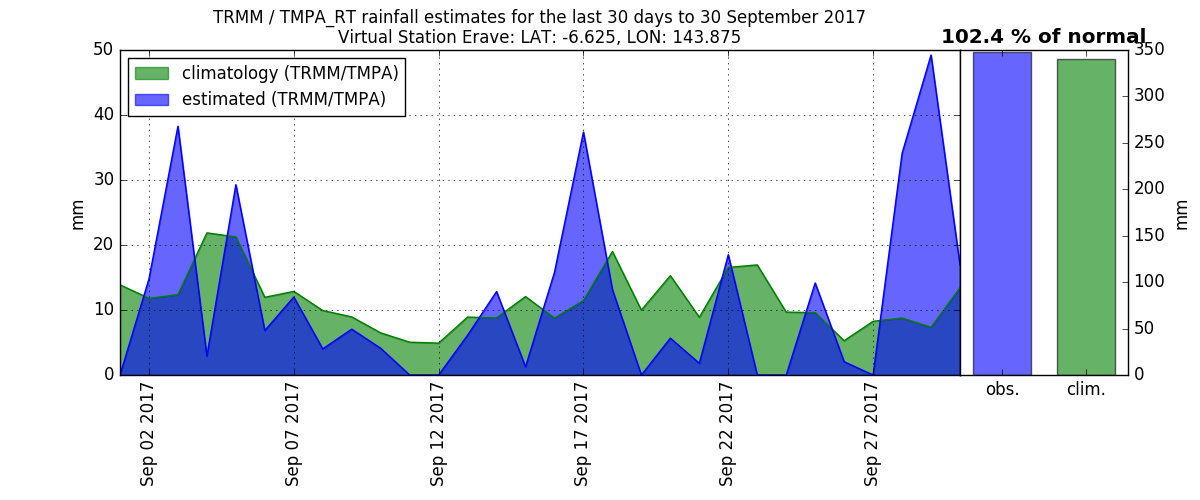 TRMM / TMPA_RT rainfall estimates for the last 30 days to 30 September 2017
Virtual Station Erave: LAT: -6.625, LON: 143.875
102.4 % of normal
climatology (TRMM/TMPA)
estimated (TRMM/TMPA)
50
40
30
20
10
0
mm
Sep 02 2017
Sep 07 2017
Sep 12 2017
Sep 17 2017
Sep 22 2017
Sep 27 2017
obs.
clim.
350
300
250
200
150
100
50
0
mm